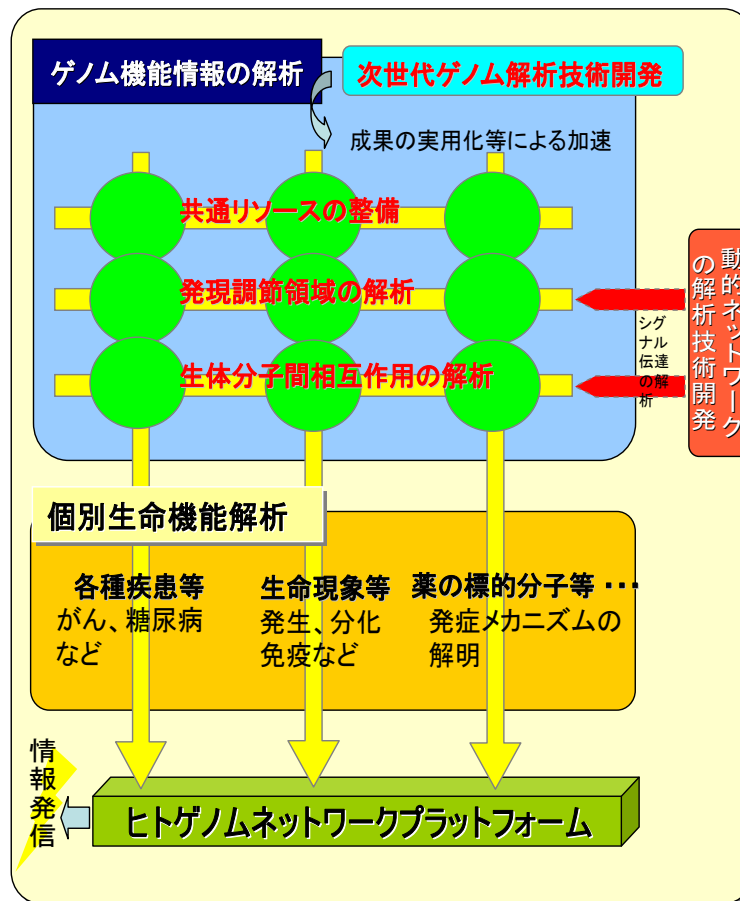 ゲノム機能情報の解析
次世代ゲノム解析技術開発
成果の実用化等による加速
共通リソースの整備
発現調節領域の解析
生体分子間相互作用の解析
動的ネットワーク
の解析技術開発
シグ
ナル
伝達
の解
析
個別生命機能解析
各種疾患等
がん、糖尿病
など
生命現象等
発生、分化
免疫など
薬の標的分子等 ・・・
発症メカニズムの
解明
情報発信
ヒトゲノムネットワークプラットフォーム